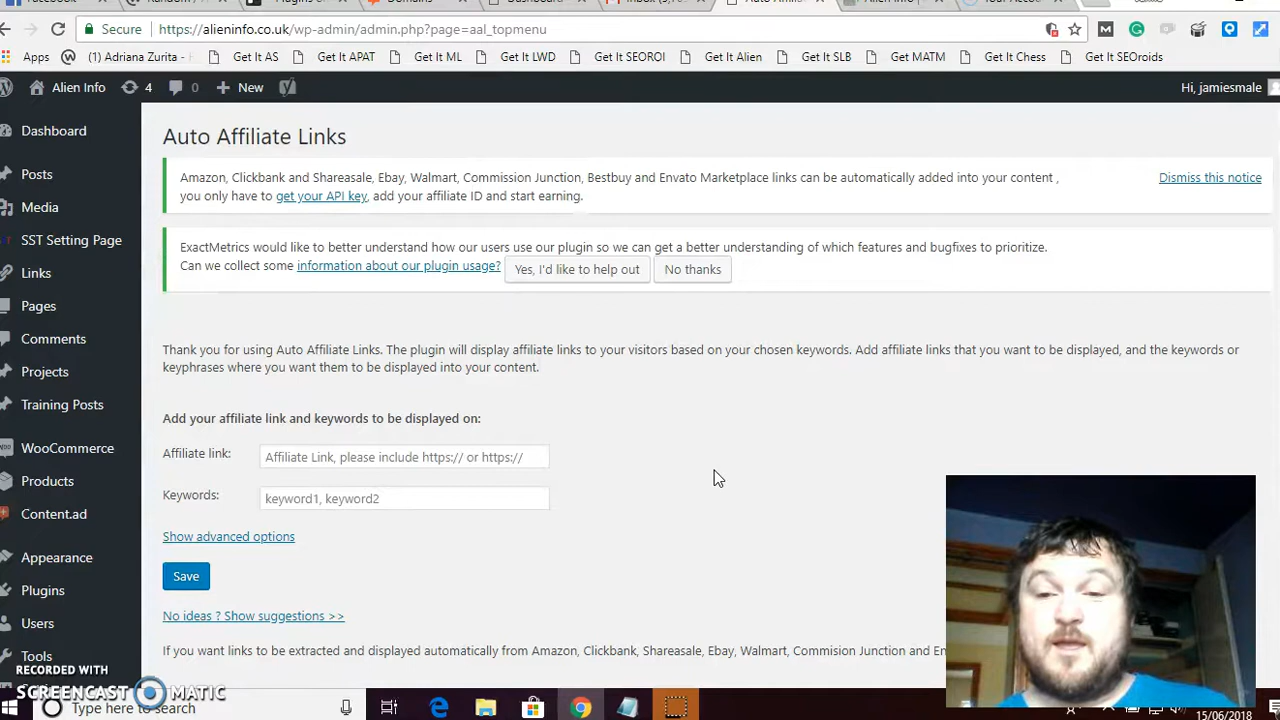 Facebook
Secure
https://alieninfo.co.uk/wp-admin/admin.php?page=aal_topmenu
Apps (1) Adriana Zurita - Get It AS Get It APAT Get It ML Get It LWD Get It SEOROI Get It Alien Get It SLB Get MATM Get It Chess Get It SEOroids
Alien Info 4 0 New Hi, jamiesmale
Dashboard
Posts
Media
SST Setting Page
Links
Pages
Comments
Projects
Training Posts
WooCommerce
Products
Content.ad
Appearance
Plugins
Users
Tools
Auto Affiliate Links
Amazon, Clickbank and Shareasale, Ebay, Walmart, Commission Junction, Bestbuy and Envato Marketplace links can be automatically added into your content ,
you only have to get your API key, add your affiliate ID and start earning.
Dismiss this notice
ExactMetrics would like to better understand how our users use our plugin so we can get a better understanding of which features and bugfixes to prioritize.
Can we collect some information about our plugin usage? Yes, I'd like to help out No thanks
Thank you for using Auto Affiliate Links. The plugin will display affiliate links to your visitors based on your chosen keywords. Add affiliate links that you want to be displayed, and the keywords or
keyphrases where you want them to be displayed into your content.
Add your affiliate link and keywords to be displayed on:
Affiliate link: Affiliate Link, please include https:// or https://
Keywords: keyword1, keyword2
Show advanced options
Save
No ideas ? Show suggestions >>
If you want links to be extracted and displayed automatically from Amazon, Clickbank, Shareasale, Ebay, Walmart, Commision Junction and En
RECORDED WITH
SCREENCAST MATIC
Type here to search
15/06/2018